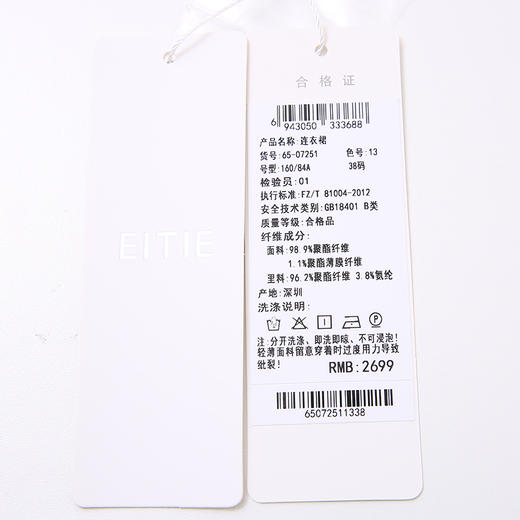 EITIE
合格证
6 943050 333688
产品名称:连衣裙
货号:65-07251 色号:13
号型:160/84A 38码
检验员:01
执行标准:FZ/T 81004-2012
安全技术类别:GB18401 B类
质量等级:合格品
纤维成分:
面料:98.9%聚酯纤维
1.1%聚酯薄膜纤维
里料:96.2%聚酯纤维 3.8%氨纶
产地:深圳
洗涤说明:
注:分开洗涤、即洗即晾、不可浸泡!
轻薄面料留意穿着时过度用力导致
纰裂!
RMB:2699
65072511338